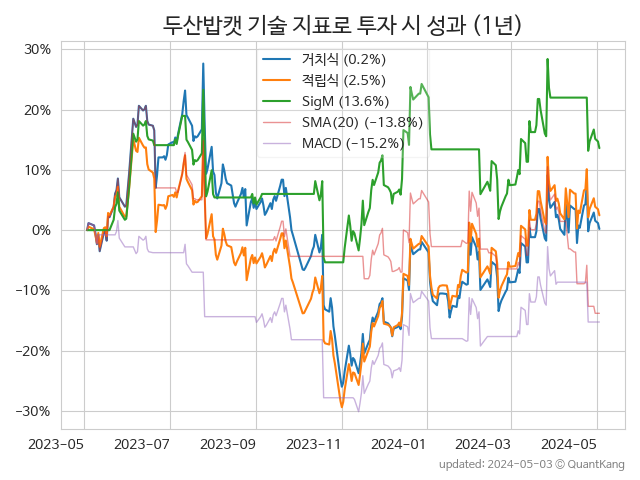 두산밥캣 기술 지표로 투자 시 성과 (1년)
30%
20%
10%
0%
−10%
−20%
−30%
거치식 (0.2%)
적립식 (2.5%)
SigM (13.6%)
SMA(20) (−13.8%)
MACD (−15.2%)
2023-05
2023-07
2023-09
2023-11
2024-01
2024-03
2024-05
updated: 2024-05-03 ⓒ QuantKang